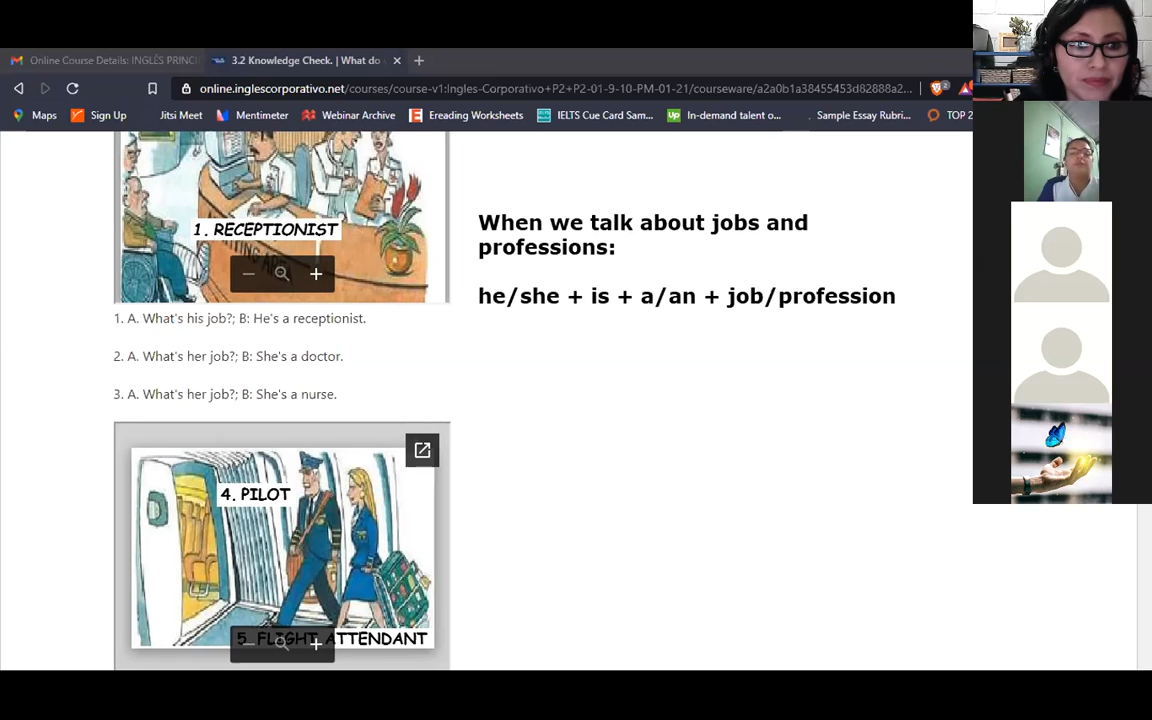 Online Course Details: INGLÉS PRINCI
3.2 Knowledge Check. | What do
online.inglescorporativo.net/courses/course-v1:Ingles-Corporativo+P2+P2-01-9-10-PM-01-21/courseware/a2a0b1a38455453d82888a2...
Maps
Sign Up
Jitsi Meet
Mentimeter
Webinar Archive
Ereading Worksheets
IELTS Cue Card Sam...
In-demand talent o...
Sample Essay Rubri...
TOP 2
1. RECEPTIONIST
When we talk about jobs and
professions:
he/she + is + a/an + job/profession
1. A. What's his job?; B: He's a receptionist.
2. A. What's her job?; B: She's a doctor.
3. A. What's her job?; B: She's a nurse.
4. PILOT
5. FLIGHT ATTENDANT